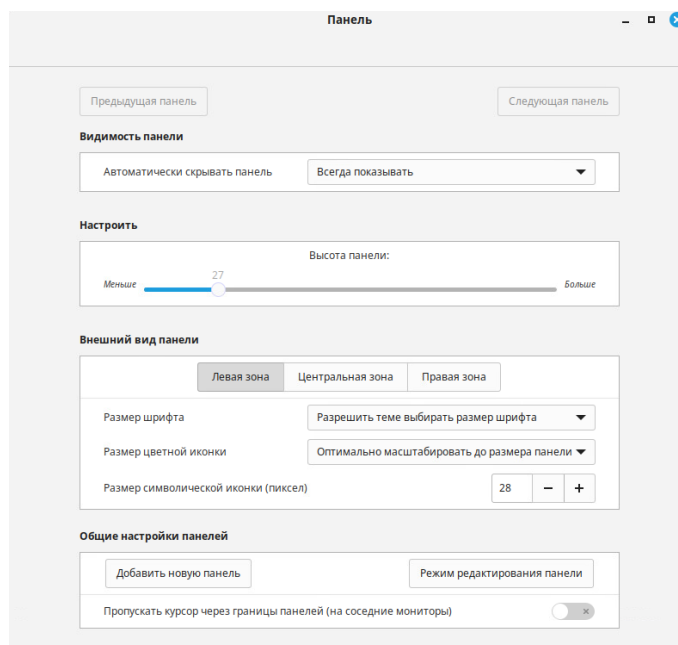 Панель
Предыдущая панель
Следующая панель
Видимость панели
Автоматически скрывать панель
Всегда показывать
Настроить
Высота панели:
27
Меньше
Больше
Внешний вид панели
Левая зона
Центральная зона
Правая зона
Размер шрифта
Разрешить теме выбирать размер шрифта
Размер цветной иконки
Оптимально масштабировать до размера панели
Размер символической иконки (пиксел)
28
Общие настройки панелей
Добавить новую панель
Режим редактирования панели
Пропускать курсор через границы панелей (на соседние мониторы)